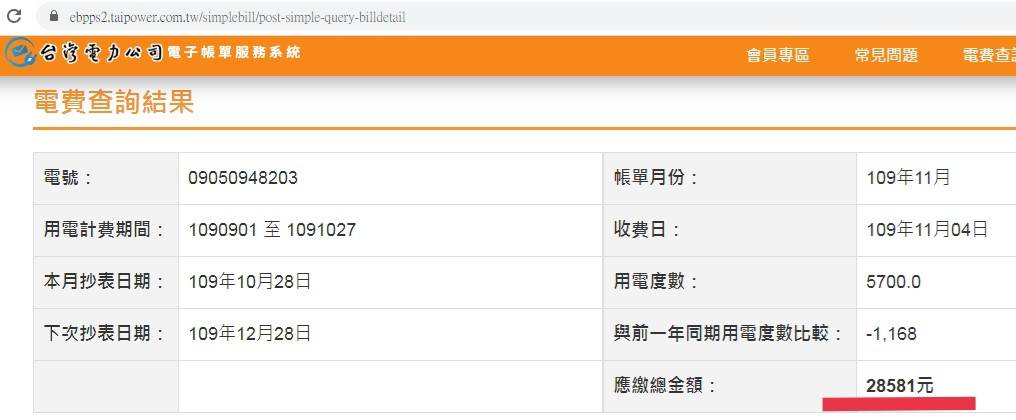 ebpps2.taipower.com.tw/simplebill/post-simple-query-billdetail
台灣電力公司 電子帳單服務系統 會員專區 常見問題 電費查
電費查詢結果
電號： 09050948203 帳單月份： 109年11月
用電計費期間： 1090901 至 1091027 收費日： 109年11月04日
本月抄表日期： 109年10月28日 用電度數： 5700.0
下次抄表日期： 109年12月28日 與前一年同期用電度數比較： -1,168
應繳總金額： 28581元